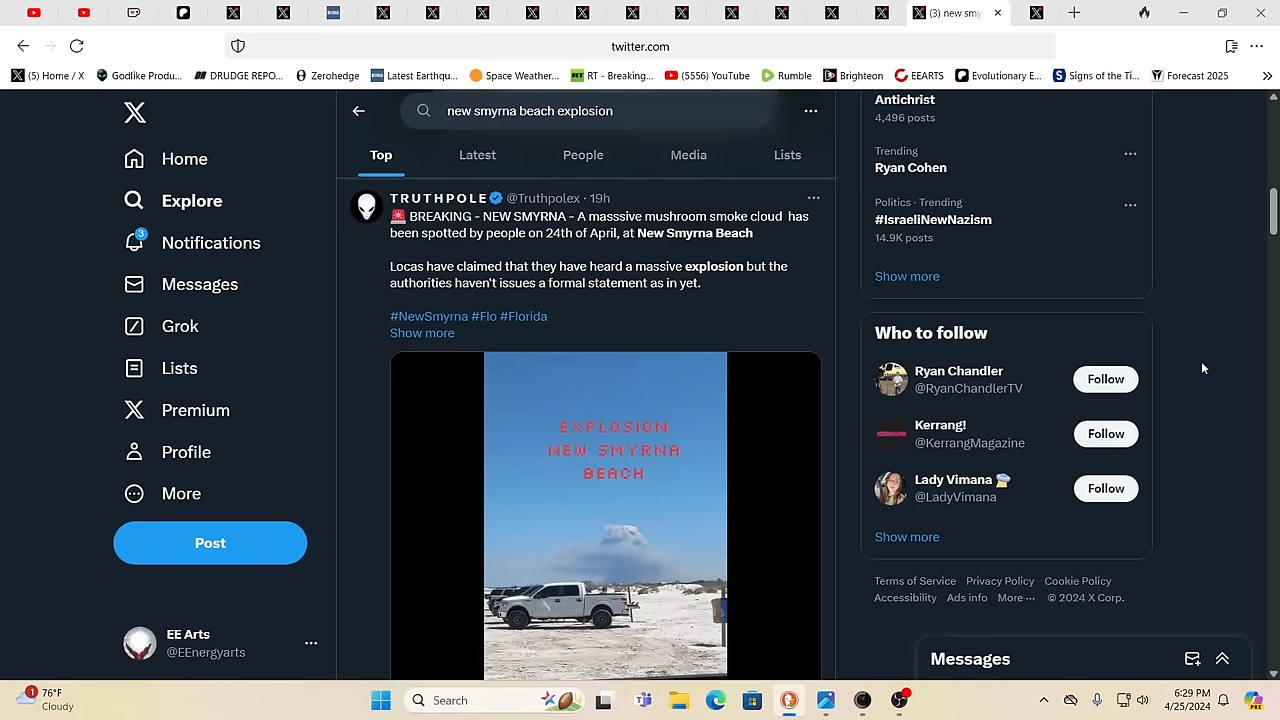 (3) new smy
twitter.com
(5) Home / X
Godlike Produ...
DRUDGE REPO...
Zerohedge
Latest Earthqu...
Space Weather...
RT - Breaking...
(5556) YouTube
Rumble
Brighteon
EEARTS
Evolutionary E...
Signs of the Ti...
Forecast 2025
Home
Explore
3
Notifications
Messages
Grok
Lists
Premium
Profile
More
Post
EE Arts
@EEnergyarts
new smyrna beach explosion
Top
Latest
People
Media
Lists
TRUTHPOLE @Truthpolex · 19h
BREAKING - NEW SMYRNA - A masssive mushroom smoke cloud has
been spotted by people on 24th of April, at New Smyrna Beach
Locas have claimed that they have heard a massive explosion but the
authorities haven't issues a formal statement as in yet.
#NewSmyrna #Flo #Florida
Show more
EXPLOSION
NEW SMYRNA
BEACH
Antichrist
4,496 posts
Trending
Ryan Cohen
Politics · Trending
#IsraeliNewNazism
14.9K posts
Show more
Who to follow
Ryan Chandler
@RyanChandlerTV
Follow
Kerrang!
@KerrangMagazine
Follow
Lady Vimana
@LadyVimana
Follow
Show more
Terms of Service Privacy Policy Cookie Policy
Accessibility Ads info More ··· © 2024 X Corp.
Messages
1
76°F
Cloudy
Search
6:29 PM
4/25/2024
PRE